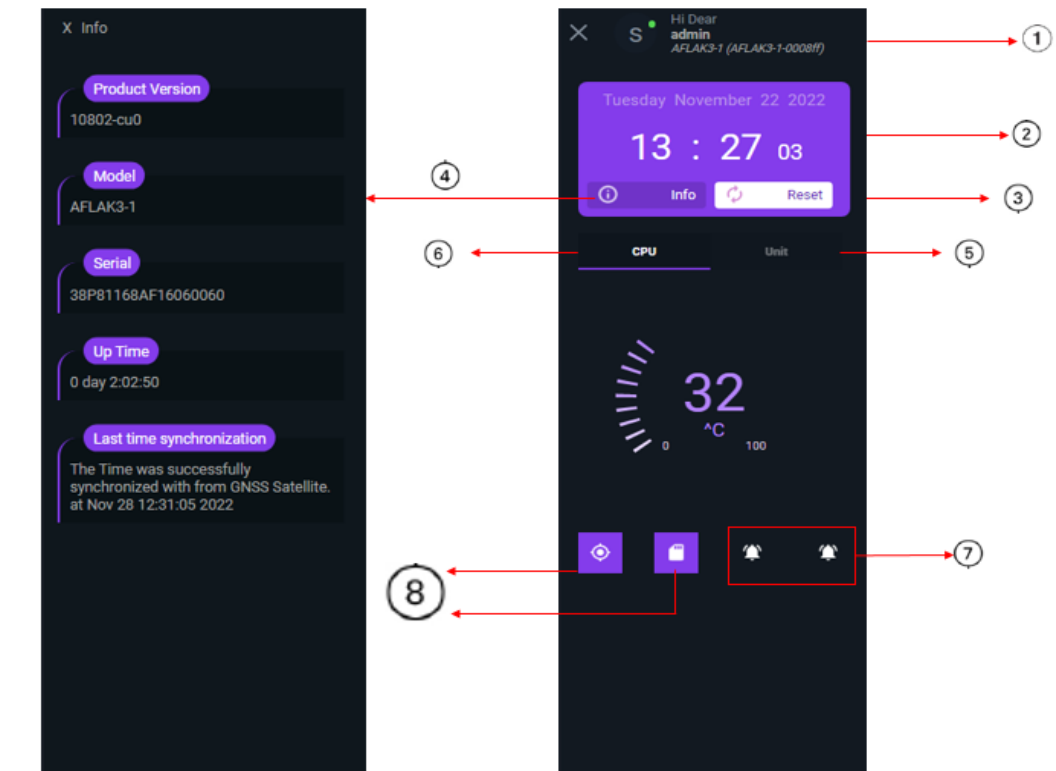 X Info
Product Version
10802-cu0
Model
AFLAK3-1
Serial
38P81168AF16060060
Up Time
0 day 2:02:50
Last time synchronization
The Time was successfully
synchronized with from GNSS Satellite.
at Nov 28 12:31:05 2022
4
6
8
S
Hi Dear
admin
AFLAK3-1 (AFLAK3-1-0008ff)
Tuesday November 22 2022
13 : 27 03
Info Reset
CPU Unit
32
^C
0 100
1
2
3
5
7